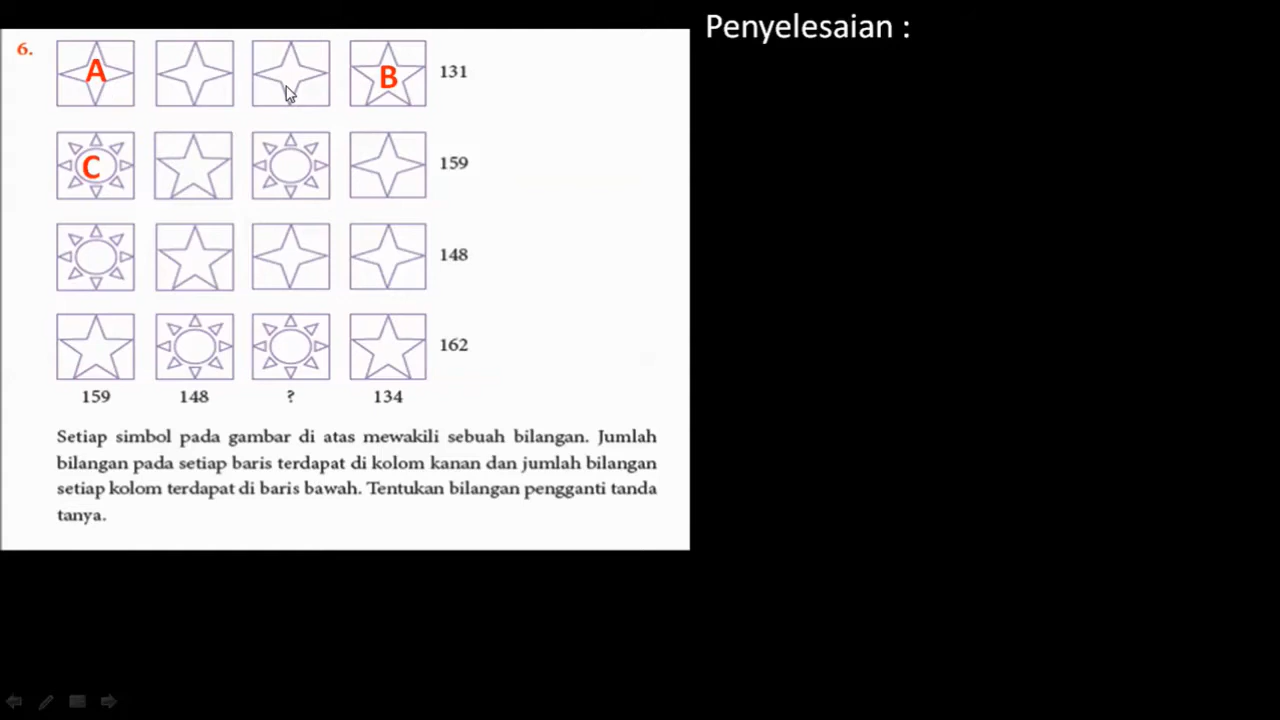 Penyelesaian :
6.
A B 131
C 159
148
162
159 148 ? 134
Setiap simbol pada gambar di atas mewakili sebuah bilangan. Jumlah
bilangan pada setiap baris terdapat di kolom kanan dan jumlah bilangan
setiap kolom terdapat di baris bawah. Tentukan bilangan pengganti tanda
tanya.